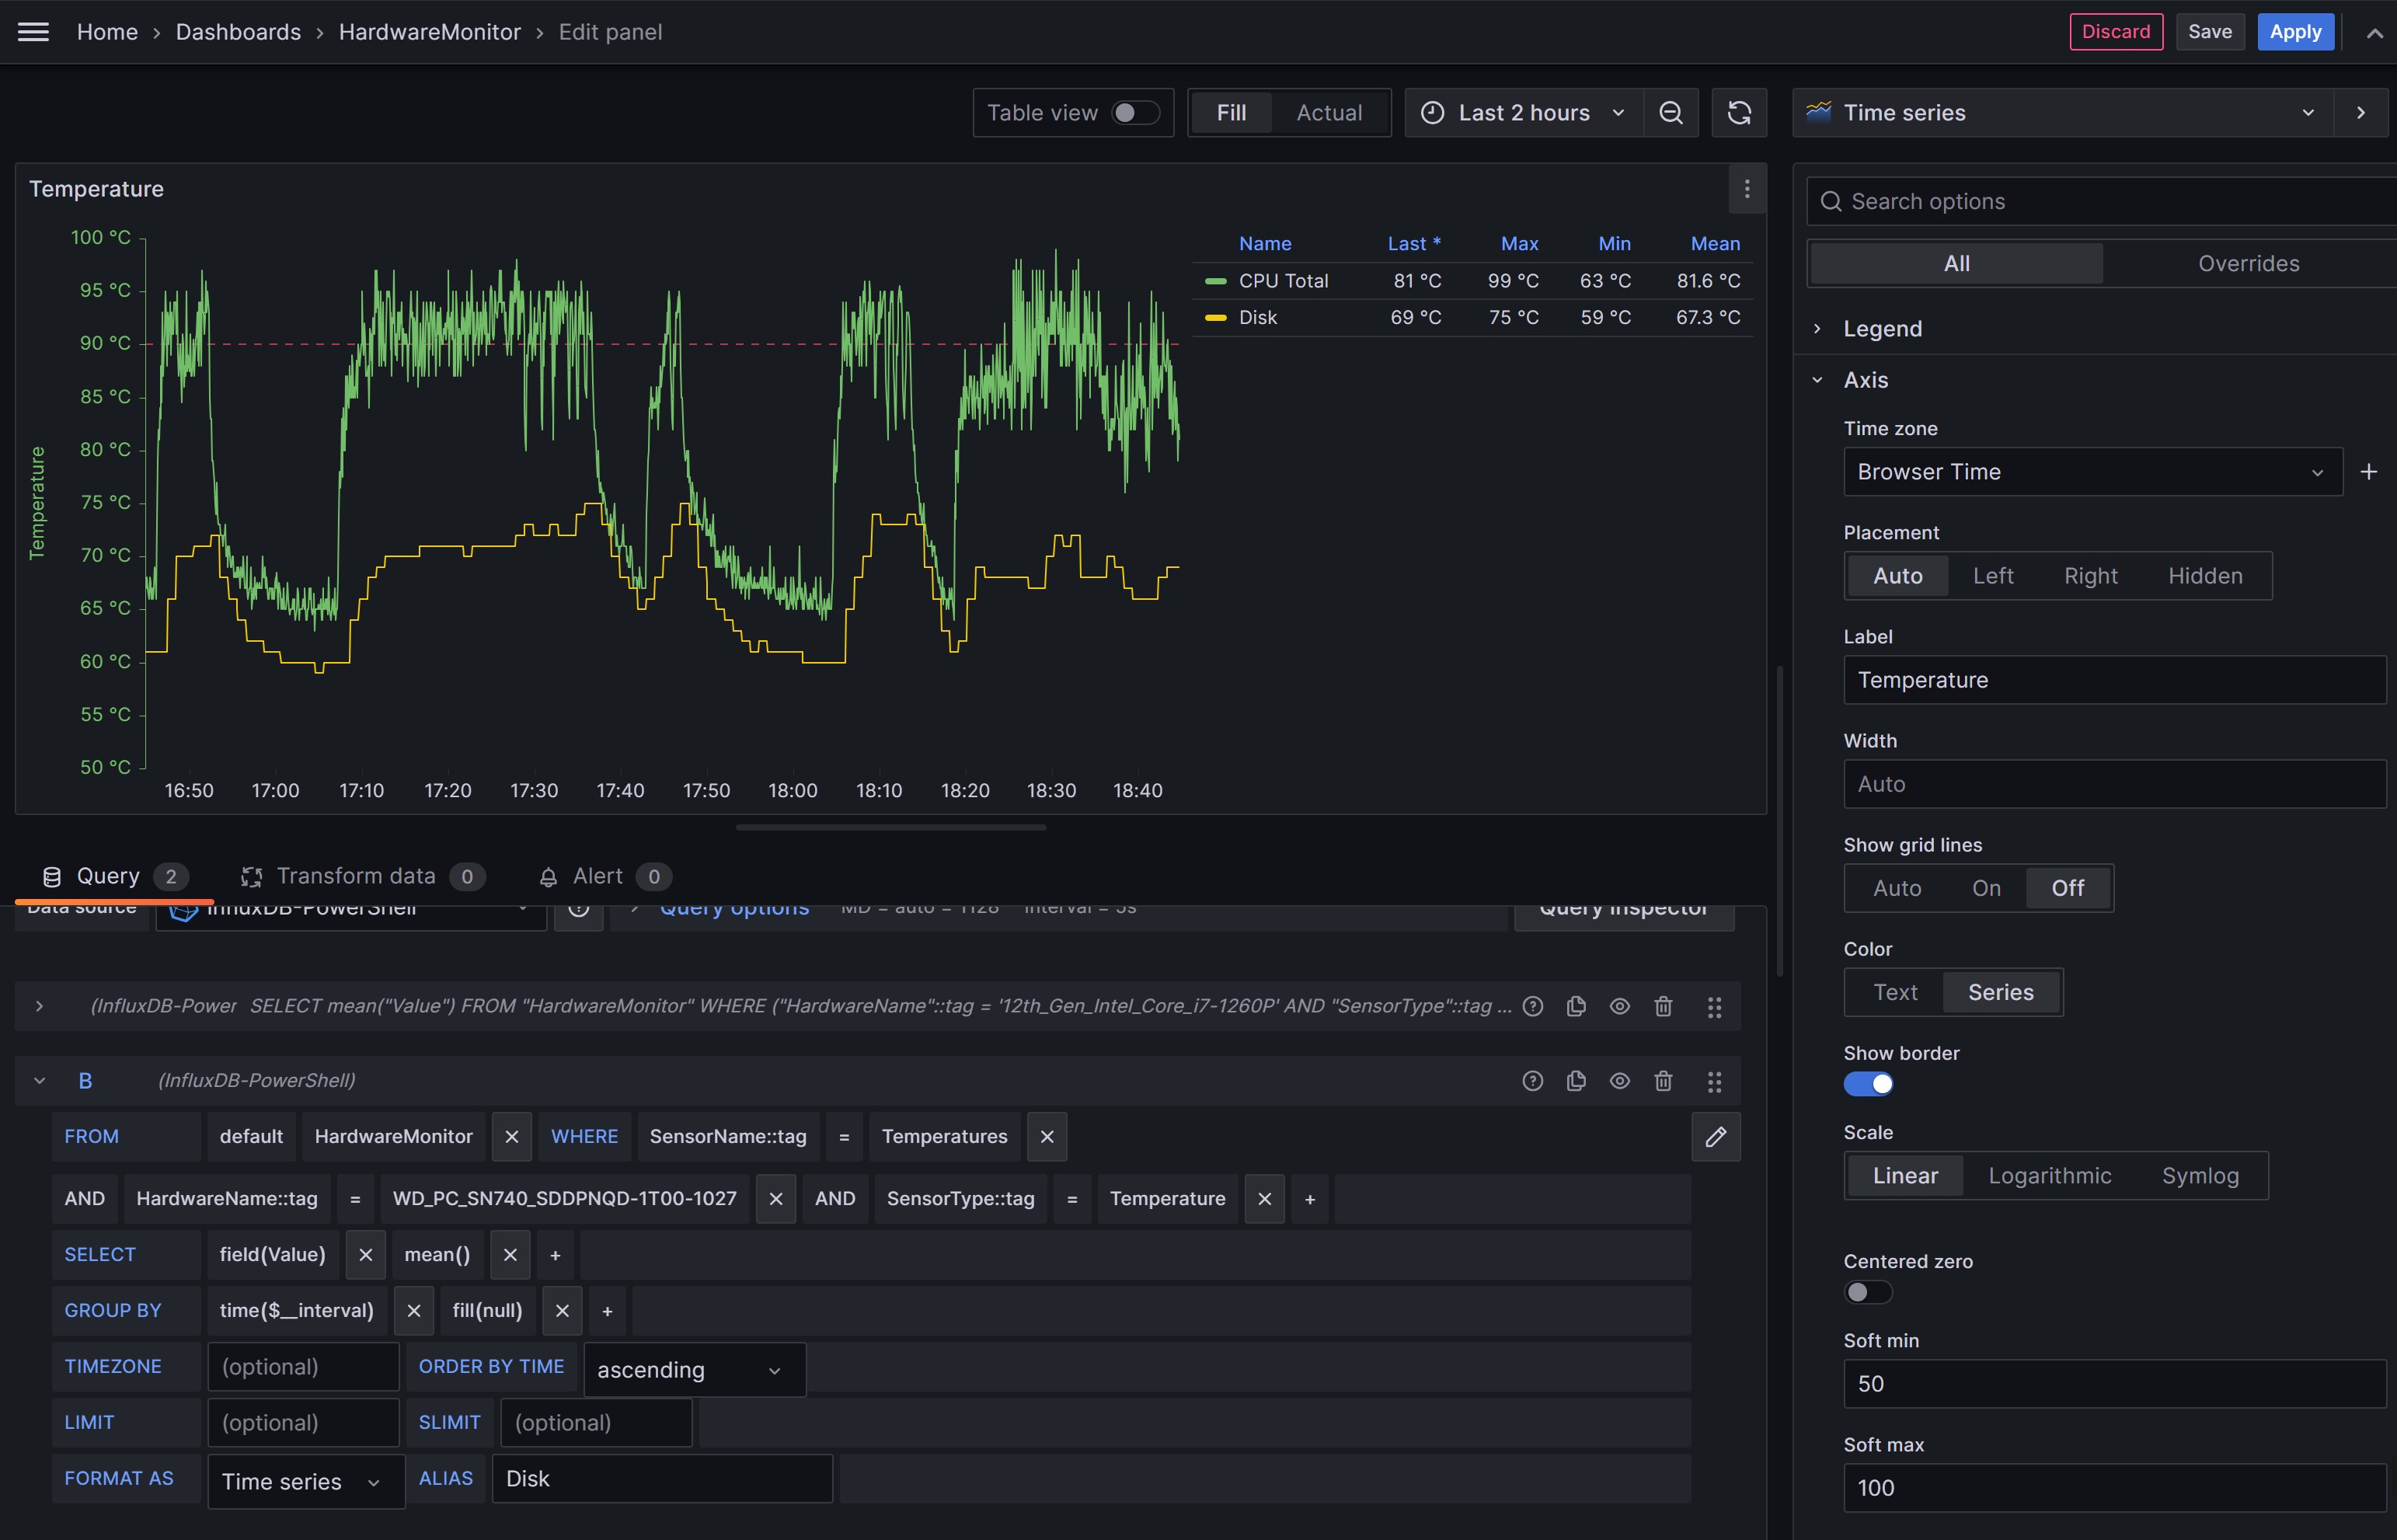 Home › Dashboards › HardwareMonitor › Edit panel
Discard Save Apply
Table view Fill Actual Last 2 hours Time series
Temperature
Search options
All Overrides
100 °C
95 °C
90 °C
85 °C
80 °C
75 °C
70 °C
65 °C
60 °C
55 °C
50 °C
Temperature
16:50 17:00 17:10 17:20 17:30 17:40 17:50 18:00 18:10 18:20 18:30 18:40
Name Last * Max Min Mean
CPU Total 81 °C 99 °C 63 °C 81.6 °C
Disk 69 °C 75 °C 59 °C 67.3 °C
Legend
Axis
Time zone
Browser Time
Placement
Auto Left Right Hidden
Label
Temperature
Width
Auto
Show grid lines
Auto On Off
Color
Text Series
Show border
Scale
Linear Logarithmic Symlog
Centered zero
Soft min
50
Soft max
100
Query 2 Transform data 0 Alert 0
Data source InfluxDB-PowerShell Query options MD = auto = 1128 Interval = 5s Query inspector
(InfluxDB-Power SELECT mean("Value") FROM "HardwareMonitor" WHERE ("HardwareName"::tag = '12th_Gen_Intel_Core_i7-1260P' AND "SensorType"::tag ...
B (InfluxDB-PowerShell)
FROM default HardwareMonitor WHERE SensorName::tag = Temperatures
AND HardwareName::tag = WD_PC_SN740_SDDPNQD-1T00-1027 AND SensorType::tag = Temperature +
SELECT field(Value) mean() +
GROUP BY time($__interval) fill(null) +
TIMEZONE (optional) ORDER BY TIME ascending
LIMIT (optional) SLIMIT (optional)
FORMAT AS Time series ALIAS Disk